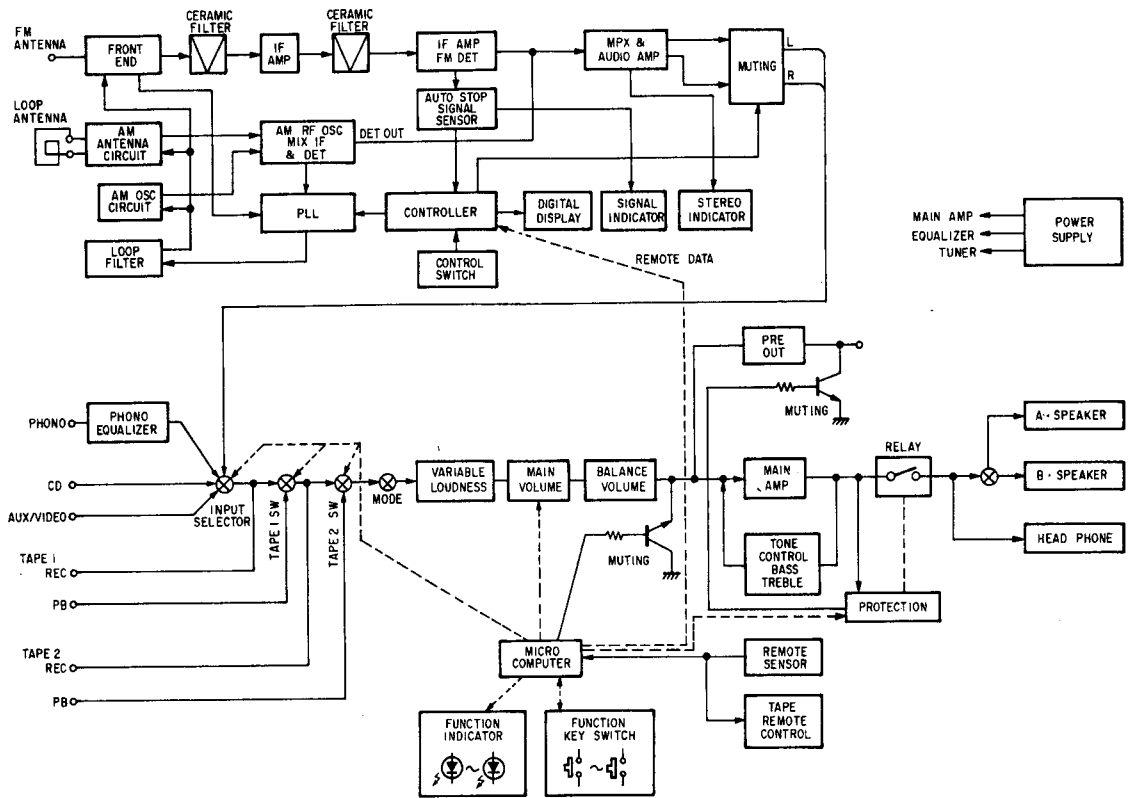 FM
ANTENNA
CERAMIC
FILTER
CERAMIC
FILTER
FRONT
END
IF
AMP
IF AMP
FM DET
MPX &
AUDIO AMP
MUTING
L
R
LOOP
ANTENNA
AUTO STOP
SIGNAL
SENSOR
AM
ANTENNA
CIRCUIT
AM RF OSC
MIX IF
& DET
DET OUT
AM OSC
CIRCUIT
PLL
CONTROLLER
DIGITAL
DISPLAY
SIGNAL
INDICATOR
STEREO
INDICATOR
MAIN AMP
EQUALIZER
TUNER
POWER
SUPPLY
LOOP
FILTER
CONTROL
SWITCH
REMOTE DATA
PRE
OUT
MUTING
PHONO
PHONO
EQUALIZER
A·· SPEAKER
RELAY
CD
INPUT
SELECTOR
TAPE 1 SW
TAPE 2 SW
MODE
VARIABLE
LOUDNESS
MAIN
VOLUME
BALANCE
VOLUME
MAIN
AMP
B · SPEAKER
AUX/VIDEO
MUTING
TONE
CONTROL
BASS
TREBLE
HEAD PHONE
TAPE 1
REC
PB
PROTECTION
TAPE 2
REC
PB
MICRO
COMPUTER
REMOTE
SENSOR
FUNCTION
INDICATOR
FUNCTION
KEY SWITCH
TAPE
REMOTE
CONTROL